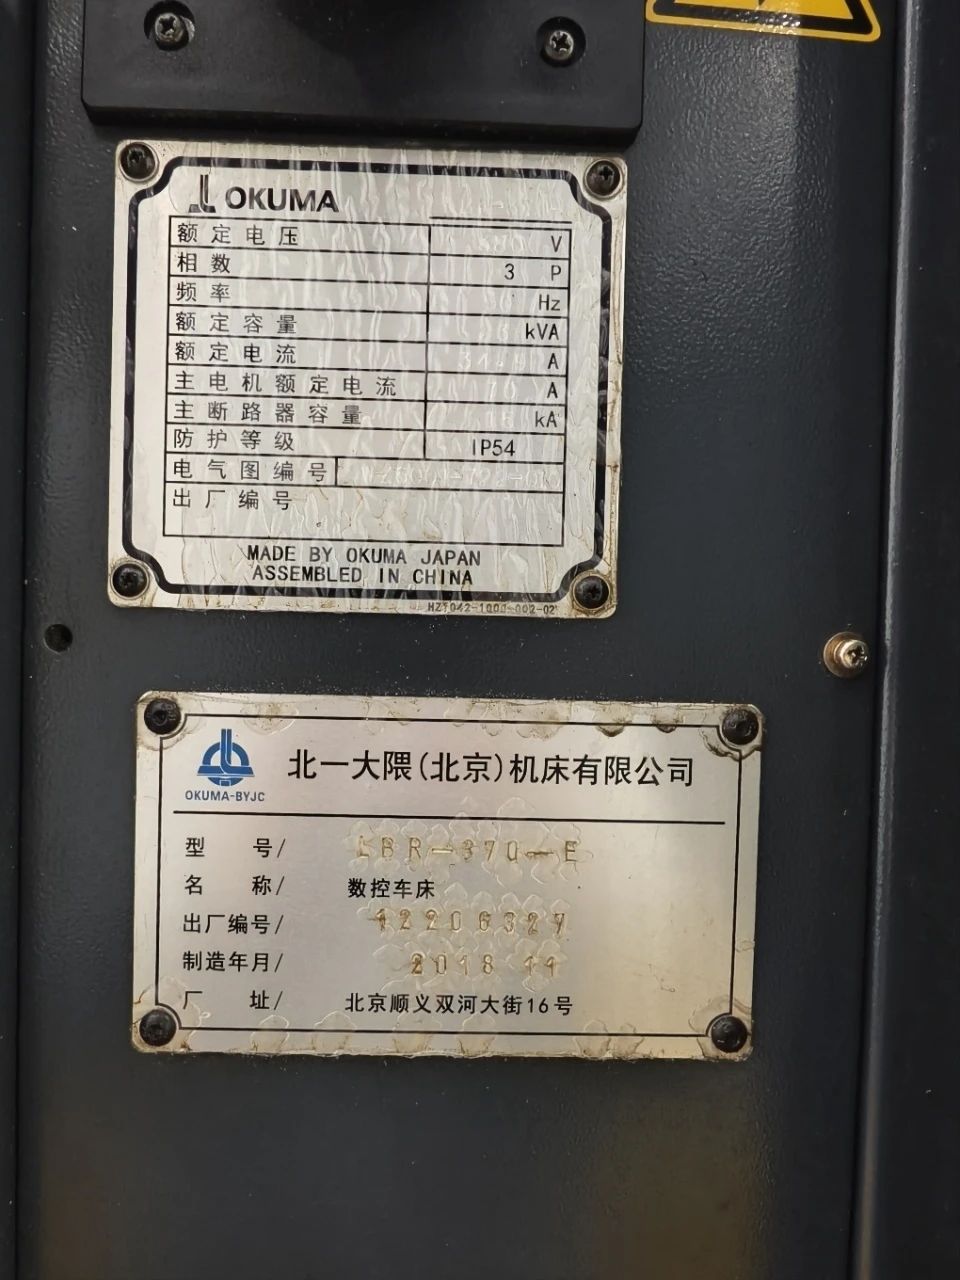 OKUMA
额定电压 380 V
相数 3 P
频率 Hz
额定容量 kVA
额定电流 A
主电机额定电流 A
主断路器容量 kA
防护等级 IP54
电气图编号
出厂编号
MADE BY OKUMA JAPAN
ASSEMBLED IN CHINA
HZ1042-1000-002-02
OKUMA-BYJC
北一大隈(北京)机床有限公司
型 号/ LBR-370-E
名 称/ 数控车床
出厂编号/ 12206327
制造年月/ 2018 11
厂 址/ 北京顺义双河大街16号